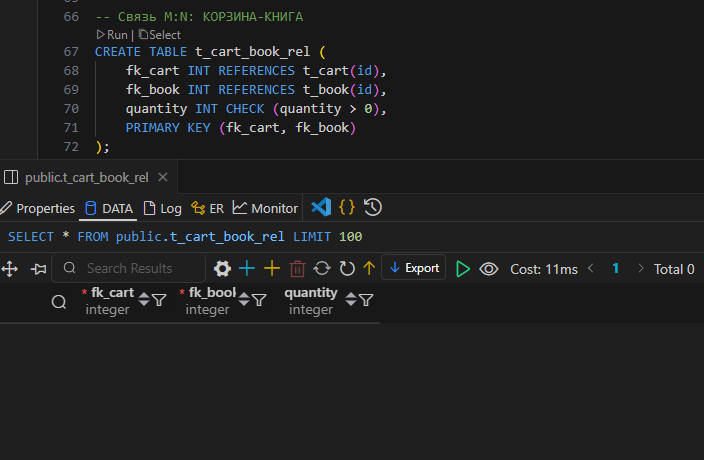 66 -- Связь M:N: КОРЗИНА-КНИГА
Run | Select
67 CREATE TABLE t_cart_book_rel (
68 fk_cart INT REFERENCES t_cart(id),
69 fk_book INT REFERENCES t_book(id),
70 quantity INT CHECK (quantity > 0),
71 PRIMARY KEY (fk_cart, fk_book)
72 );
public.t_cart_book_rel
Properties DATA Log ER Monitor
SELECT * FROM public.t_cart_book_rel LIMIT 100
Search Results Export Cost: 11ms < 1 > Total 0
* fk_cart * fk_book quantity
integer integer integer